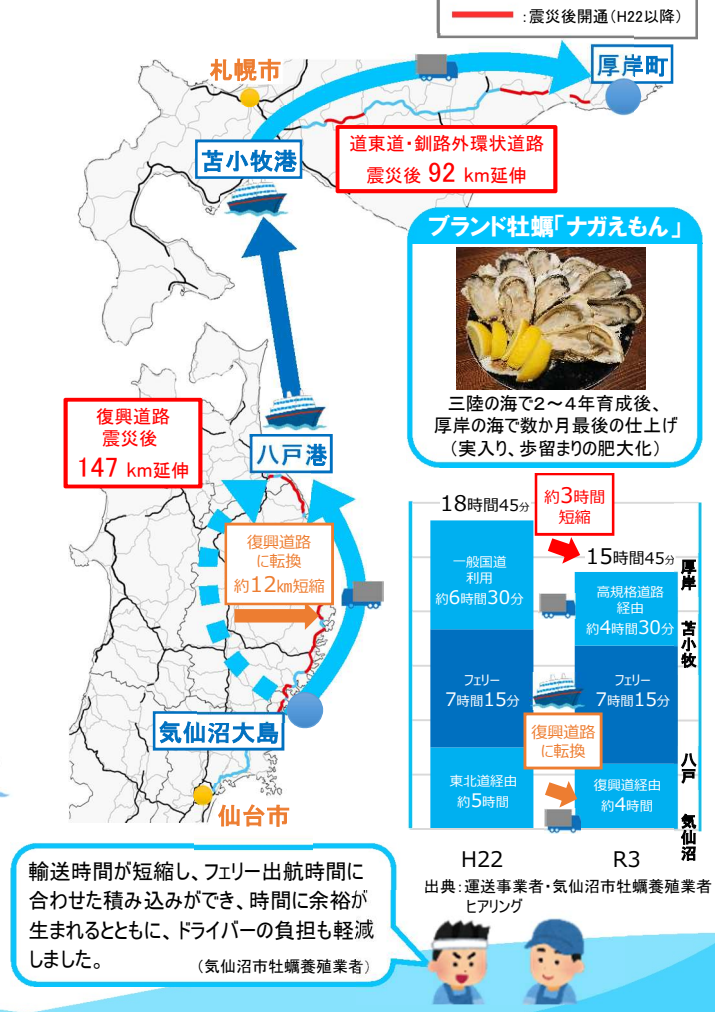 :震災後開通(H22以降)
札幌市
厚岸町
苫小牧港
道東道・釧路外環状道路
震災後 92 km延伸
ブランド牡蠣「ナガえもん」
三陸の海で2～4年育成後、
厚岸の海で数か月最後の仕上げ
(実入り、歩留まりの肥大化)
復興道路
震災後
147 km延伸
八戸港
復興道路
に転換
約12km短縮
気仙沼大島
仙台市
18時間45分
約3時間
短縮
15時間45分
一般国道
利用
約6時間30分
高規格道路
経由
約4時間30分
フェリー
7時間15分
フェリー
7時間15分
復興道路
に転換
東北道経由
約5時間
復興道経由
約4時間
厚岸
苫小牧
八戸
気仙沼
H22
R3
出典:運送事業者・気仙沼市牡蠣養殖業者
ヒアリング
輸送時間が短縮し、フェリー出航時間に
合わせた積み込みができ、時間に余裕が
生まれるとともに、ドライバーの負担も軽減
しました。
(気仙沼市牡蠣養殖業者)